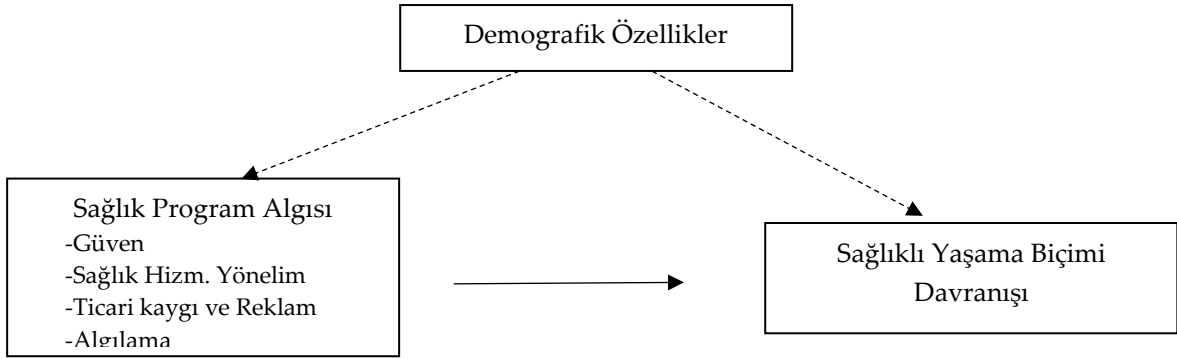 Demografik Özellikler
Sağlık Program Algısı
-Güven
-Sağlık Hizm. Yönelim
-Ticari kaygı ve Reklam
-Algılama
Sağlıklı Yaşama Biçimi
Davranışı